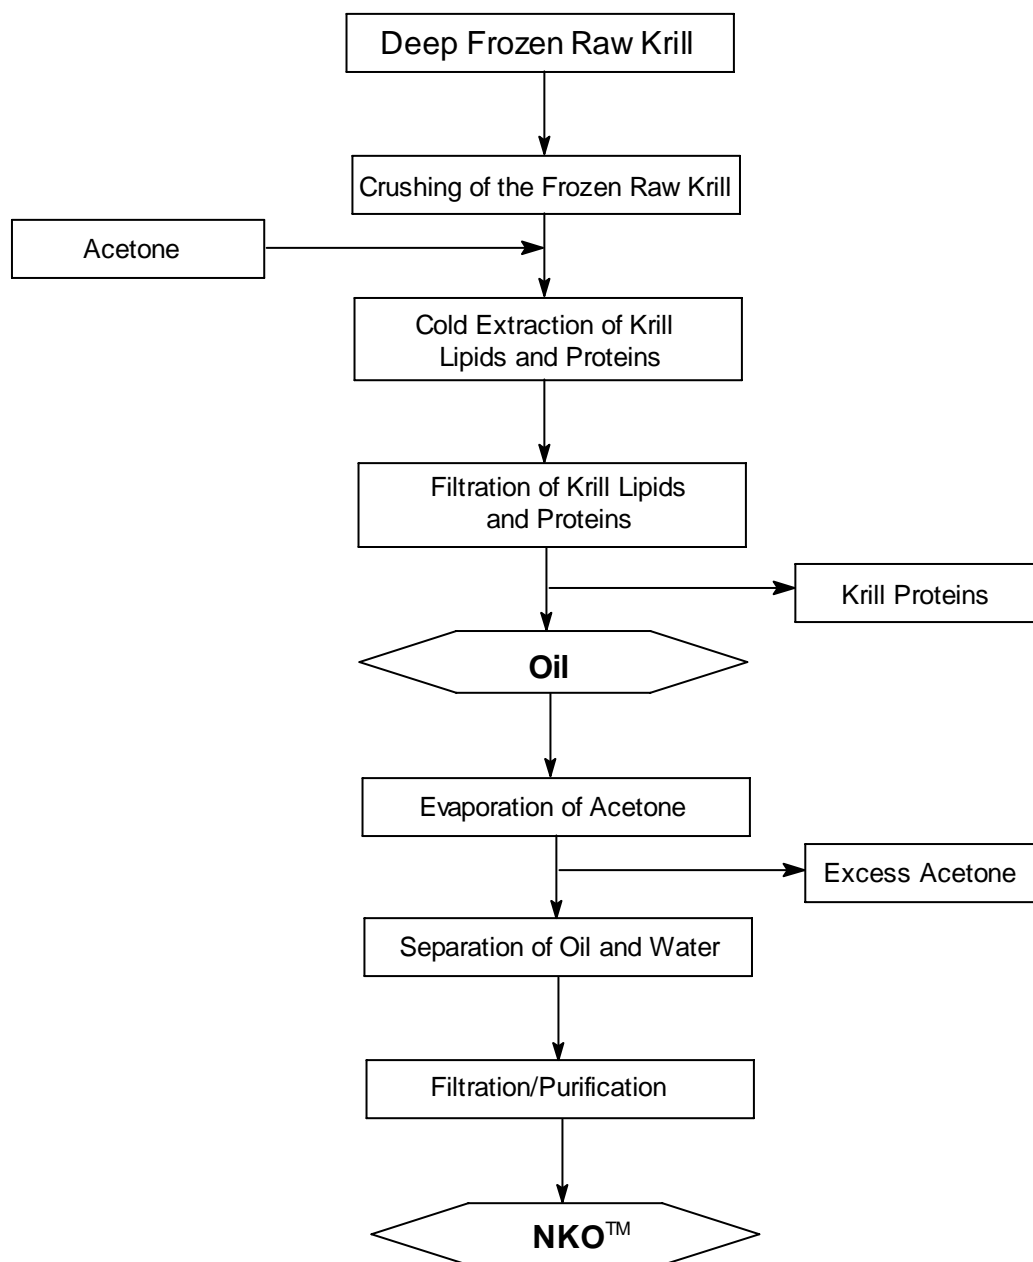 Deep Frozen Raw Krill
Crushing of the Frozen Raw Krill
Acetone
Cold Extraction of Krill
Lipids and Proteins
Filtration of Krill Lipids
and Proteins
Krill Proteins
Oil
Evaporation of Acetone
Excess Acetone
Separation of Oil and Water
Filtration/Purification
NKO™